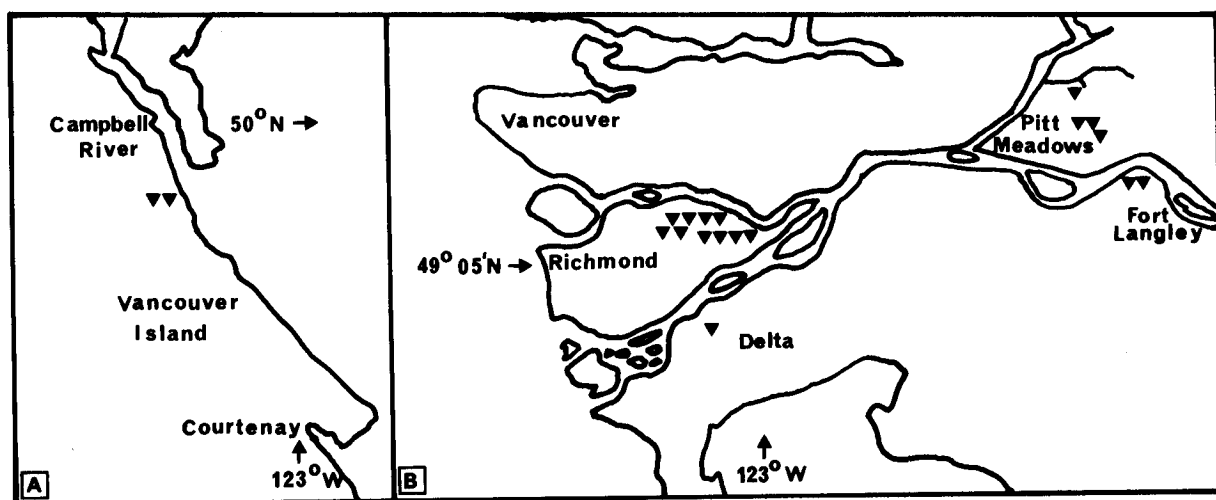 Campbell
River
50°N →
Vancouver
Island
Courtenay
123°W
A
Vancouver
Pitt
Meadows
Fort
Langley
49° 05'N →
Richmond
Delta
123°W
B